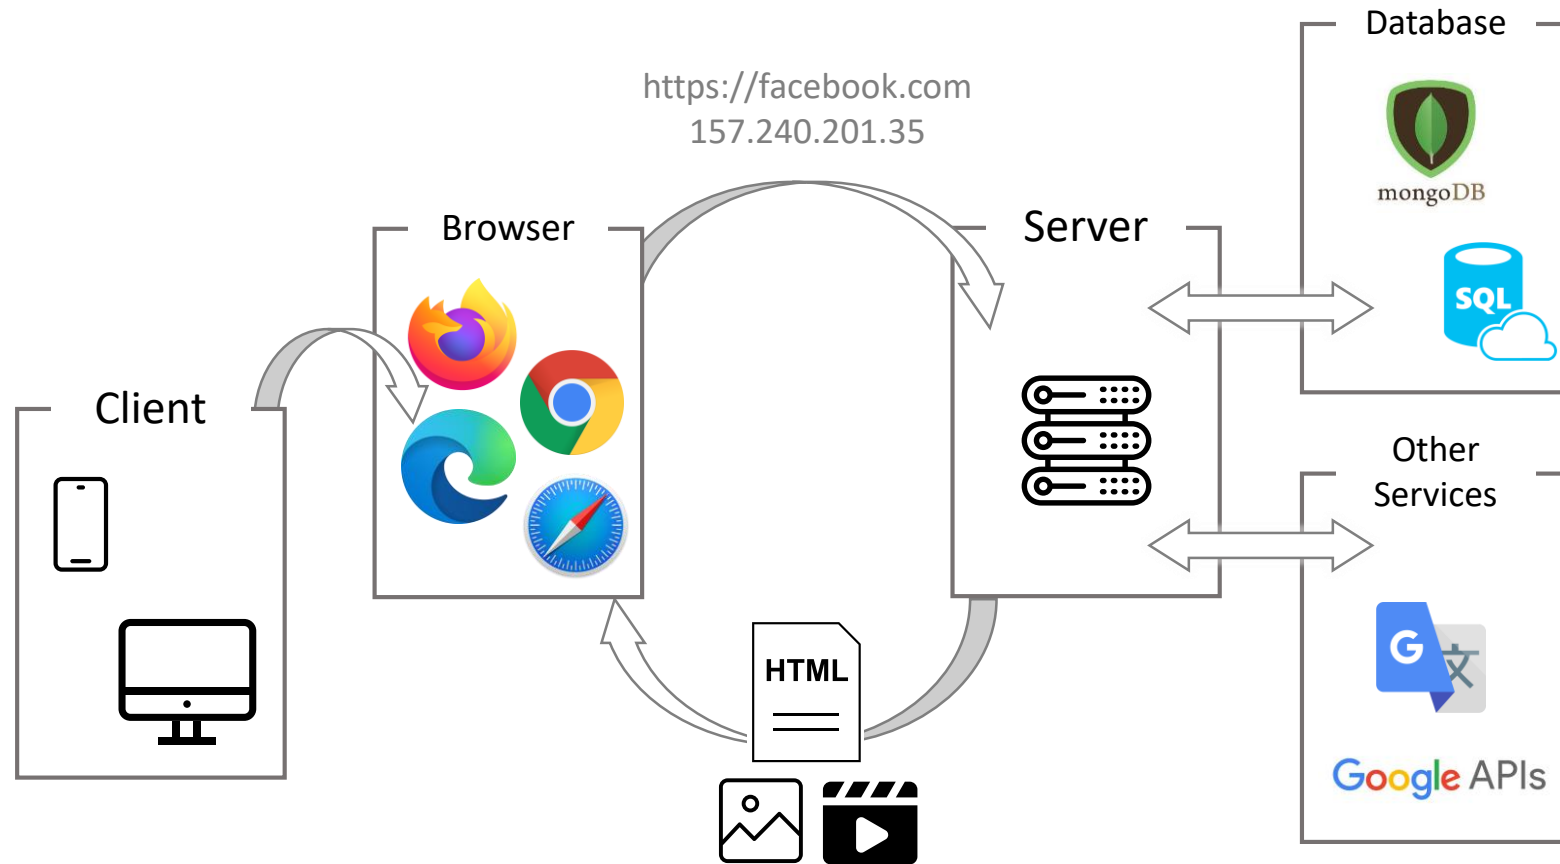 Database
https://facebook.com
157.240.201.35
mongoDB
Browser
Server
SQL
Client
Other
Services
HTML
G
文
Google APIs